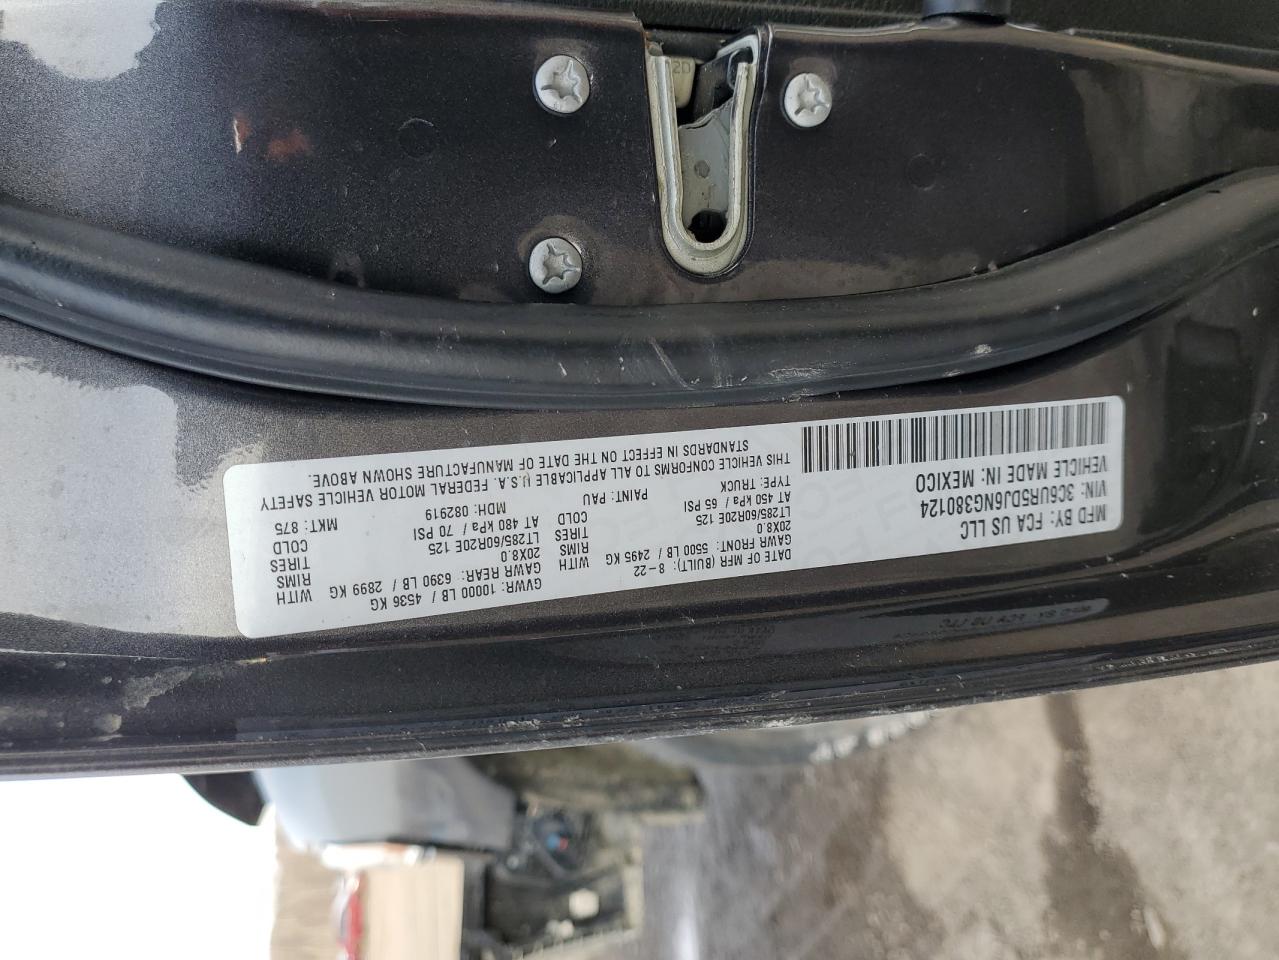 MFD BY: FCA US LLC
DATE OF MFR (BUILT): 8-22
GVWR: 10000 LB / 4536 KG
GAWR FRONT: 5500 LB / 2495 KG
WITH
GAWR REAR: 6390 LB / 2899 KG
WITH
20X8.0
RIMS
20X8.0
RIMS
LT285/60R20E 125
TIRES
LT285/60R20E 125
TIRES
AT 450 kPa / 65 PSI
COLD
AT 480 kPa / 70 PSI
COLD
VIN: 3C6UR5DJ6NG380124
TYPE: TRUCK
PAINT: PAU
MDH: 082919
MKT: 875
VEHICLE MADE IN: MEXICO
THIS VEHICLE CONFORMS TO ALL APPLICABLE U.S.A. FEDERAL MOTOR VEHICLE SAFETY
STANDARDS IN EFFECT ON THE DATE OF MANUFACTURE SHOWN ABOVE.